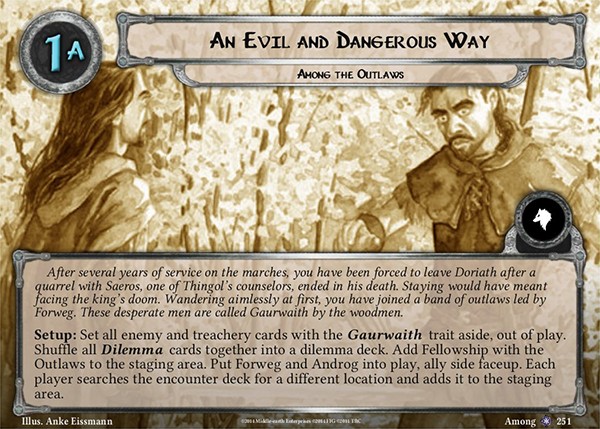 1A
An Evil and Dangerous Way
Among the Outlaws
After several years of service on the marches, you have been forced to leave Doriath after a
quarrel with Saeros, one of Thingol's counselors, ended in his death. Staying would have meant
facing the king's doom. Wandering aimlessly at first, you have joined a band of outlaws led by
Forweg. These desperate men are called Gaurwaith by the woodmen.
Setup: Set all enemy and treachery cards with the Gaurwaith trait aside, out of play.
Shuffle all Dilemma cards together into a dilemma deck. Add Fellowship with the
Outlaws to the staging area. Put Forweg and Androg into play, ally side faceup. Each
player searches the encounter deck for a different location and adds it to the staging
area.
Illus. Anke Eissmann
Among 251